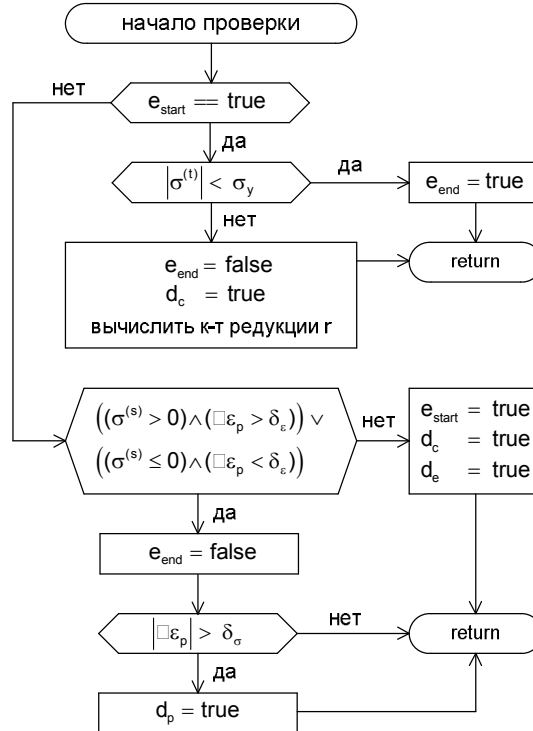 начало проверки
нет
e_start == true
да
|σ^(t)| < σ_y
да
e_end = true
нет
e_end = false
d_c = true
вычислить к-т редукции r
return
((σ^(s) > 0)∧(□ε_p > δ_ε)) ∨
((σ^(s) ≤ 0)∧(□ε_p < δ_ε))
нет
e_start = true
d_c = true
d_e = true
да
e_end = false
|□ε_p| > δ_σ
нет
return
да
d_p = true